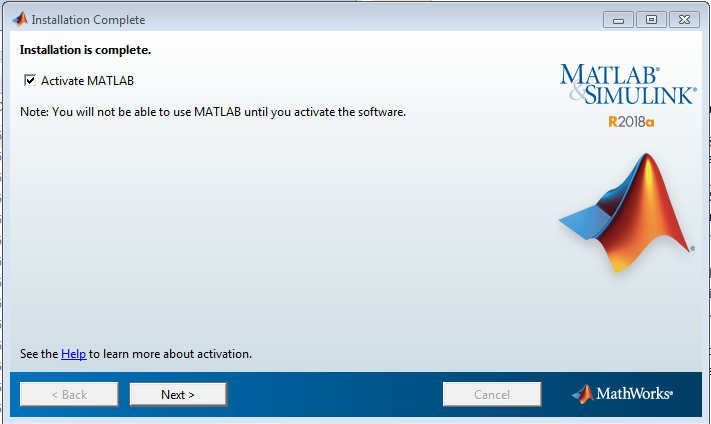 Installation Complete
Installation is complete.
Activate MATLAB
Note: You will not be able to use MATLAB until you activate the software.
MATLAB®
&SIMULINK®
R2018a
See the Help to learn more about activation.
< Back
Next >
Cancel
MathWorks®